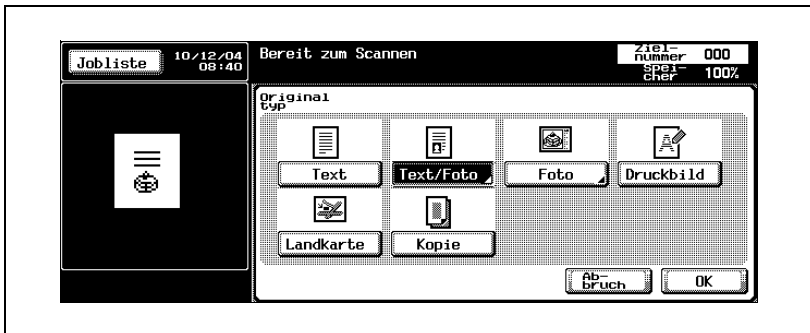 Jobliste
10/12/04
08:40
Bereit zum Scannen
Ziel-
nummer 000
Spei-
cher 100%
Original
typ
Text
Text/Foto
Foto
Druckbild
Landkarte
Kopie
Ab-
bruch
OK